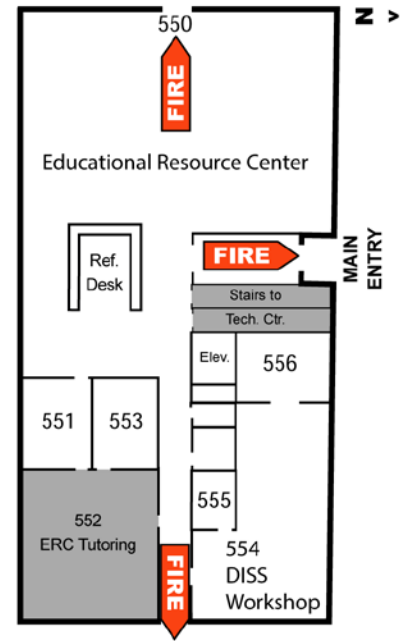 550
N >
FIRE
Educational Resource Center
FIRE
MAIN
ENTRY
Ref.
Desk
Stairs to
Tech. Ctr.
Elev.
556
551
553
555
552
ERC Tutoring
554
DISS
Workshop
FIRE